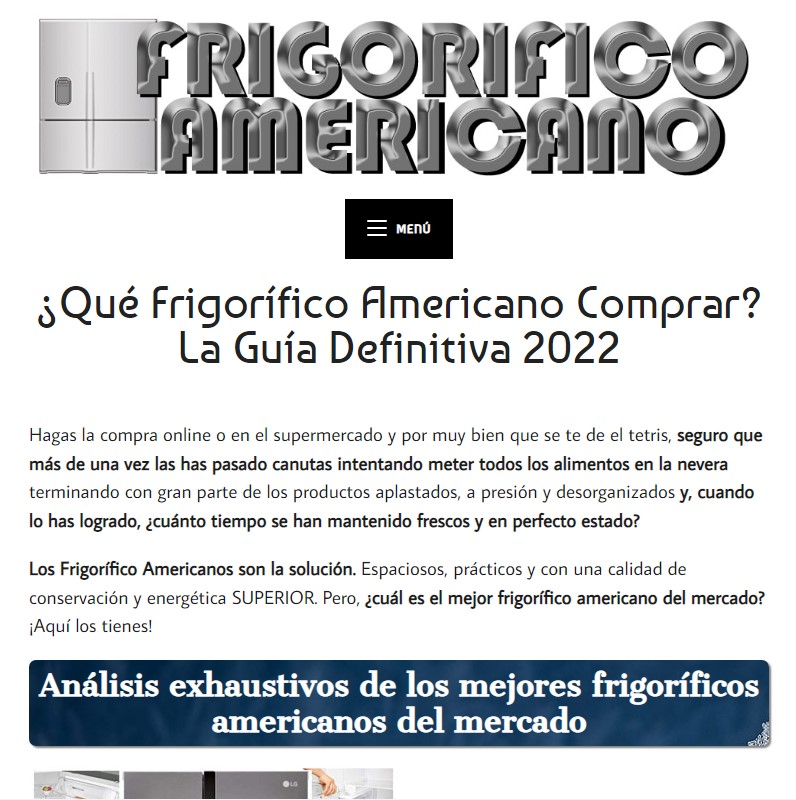 FRIGORIFICO
AMERICANO
MENÚ
¿Qué Frigorífico Americano Comprar?
La Guía Definitiva 2022
Hagas la compra online o en el supermercado y por muy bien que se te de el tetris, seguro que
más de una vez las has pasado canutas intentando meter todos los alimentos en la nevera
terminando con gran parte de los productos aplastados, a presión y desorganizados y, cuando
lo has logrado, ¿cuánto tiempo se han mantenido frescos y en perfecto estado?
Los Frigorífico Americanos son la solución. Espaciosos, prácticos y con una calidad de
conservación y energética SUPERIOR. Pero, ¿cuál es el mejor frigorífico americano del mercado?
¡Aquí los tienes!
Análisis exhaustivos de los mejores frigoríficos
americanos del mercado
LG